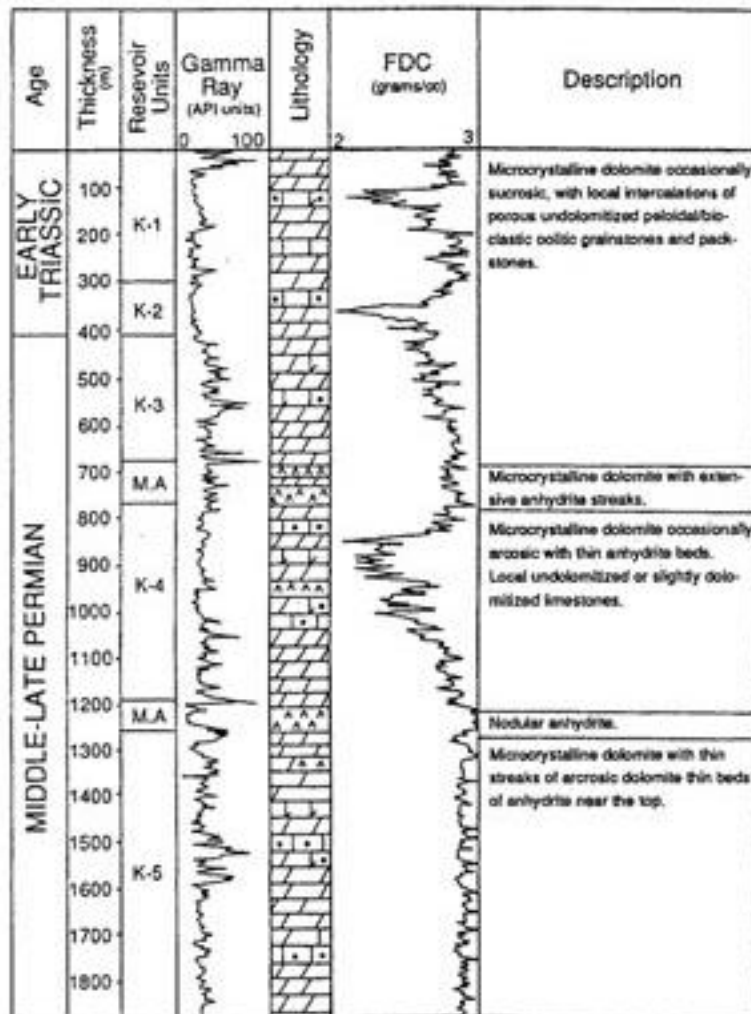 Age
Thickness
(m)
Resevoir
Units
Gamma
Ray
(API units)
0 100
Lithology
FDC
(grams/cc)
2 3
Description
EARLY
TRIASSIC
MIDDLE-LATE PERMIAN
100
200
300
400
500
600
700
800
900
1000
1100
1200
1300
1400
1500
1600
1700
1800
K-1
K-2
K-3
M.A
K-4
M.A
K-5
Microcrystalline dolomite occasionally
sucrosic, with local intercalations of
porous undolomitized peloidal/bio-
clastic oolitic grainstones and pack-
stones.
Microcrystalline dolomite with exten-
sive anhydrite streaks.
Microcrystalline dolomite occasionally
arcosic with thin anhydrite beds.
Local undolomitized or slightly dolo-
mitized limestones.
Nodular anhydrite.
Microcrystalline dolomite with thin
streaks of arcrosic dolomite thin beds
of anhydrite near the top.